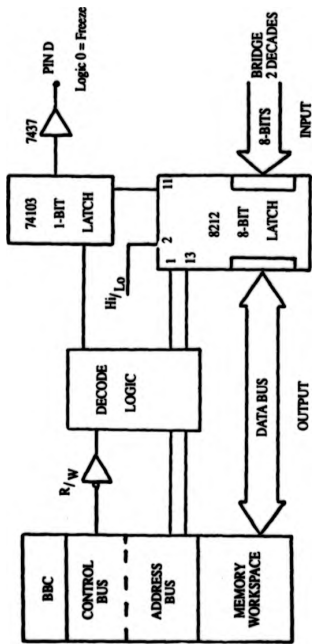 BBC
CONTROL
BUS
ADDRESS
BUS
MEMORY
WORKSPACE
R/W
DECODE
LOGIC
Hi/Lo
74103
1-BIT
LATCH
7437
PIN D
Logic 0 = Freeze
1
2
11
13
8212
8-BIT
LATCH
DATA BUS
OUTPUT
8-BITS
INPUT
BRIDGE
2 DECADES